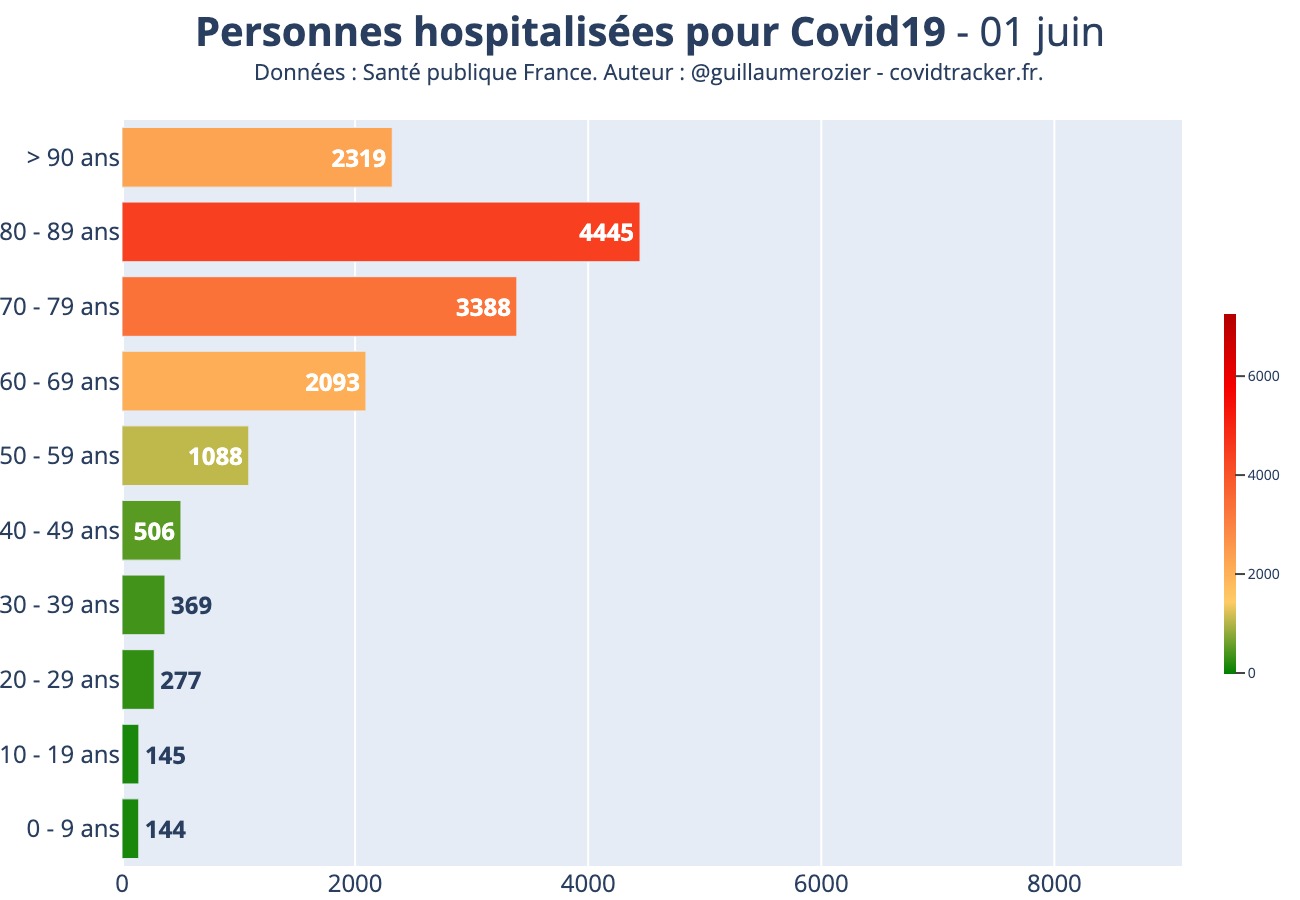 Personnes hospitalisées pour Covid19 - 01 juin
Données : Santé publique France. Auteur : @guillaumerozier - covidtracker.fr.
> 90 ans 2319
80 - 89 ans 4445
70 - 79 ans 3388
60 - 69 ans 2093
50 - 59 ans 1088
40 - 49 ans 506
30 - 39 ans 369
20 - 29 ans 277
10 - 19 ans 145
0 - 9 ans 144
0 2000 4000 6000 8000
6000
4000
2000
0